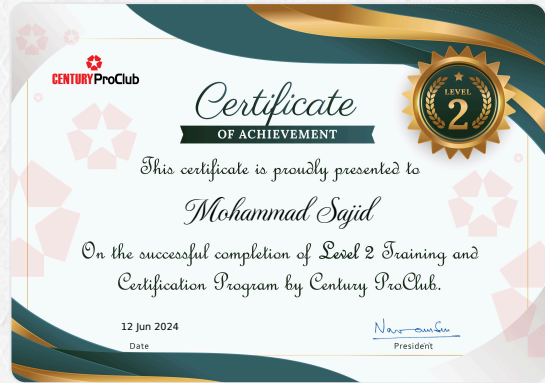 CENTURY ProClub
LEVEL
2
Certificate
OF ACHIEVEMENT
This certificate is proudly presented to
Mohammad Sajid
On the successful completion of Level 2 Training and
Certification Program by Century ProClub.
12 Jun 2024
Date
President